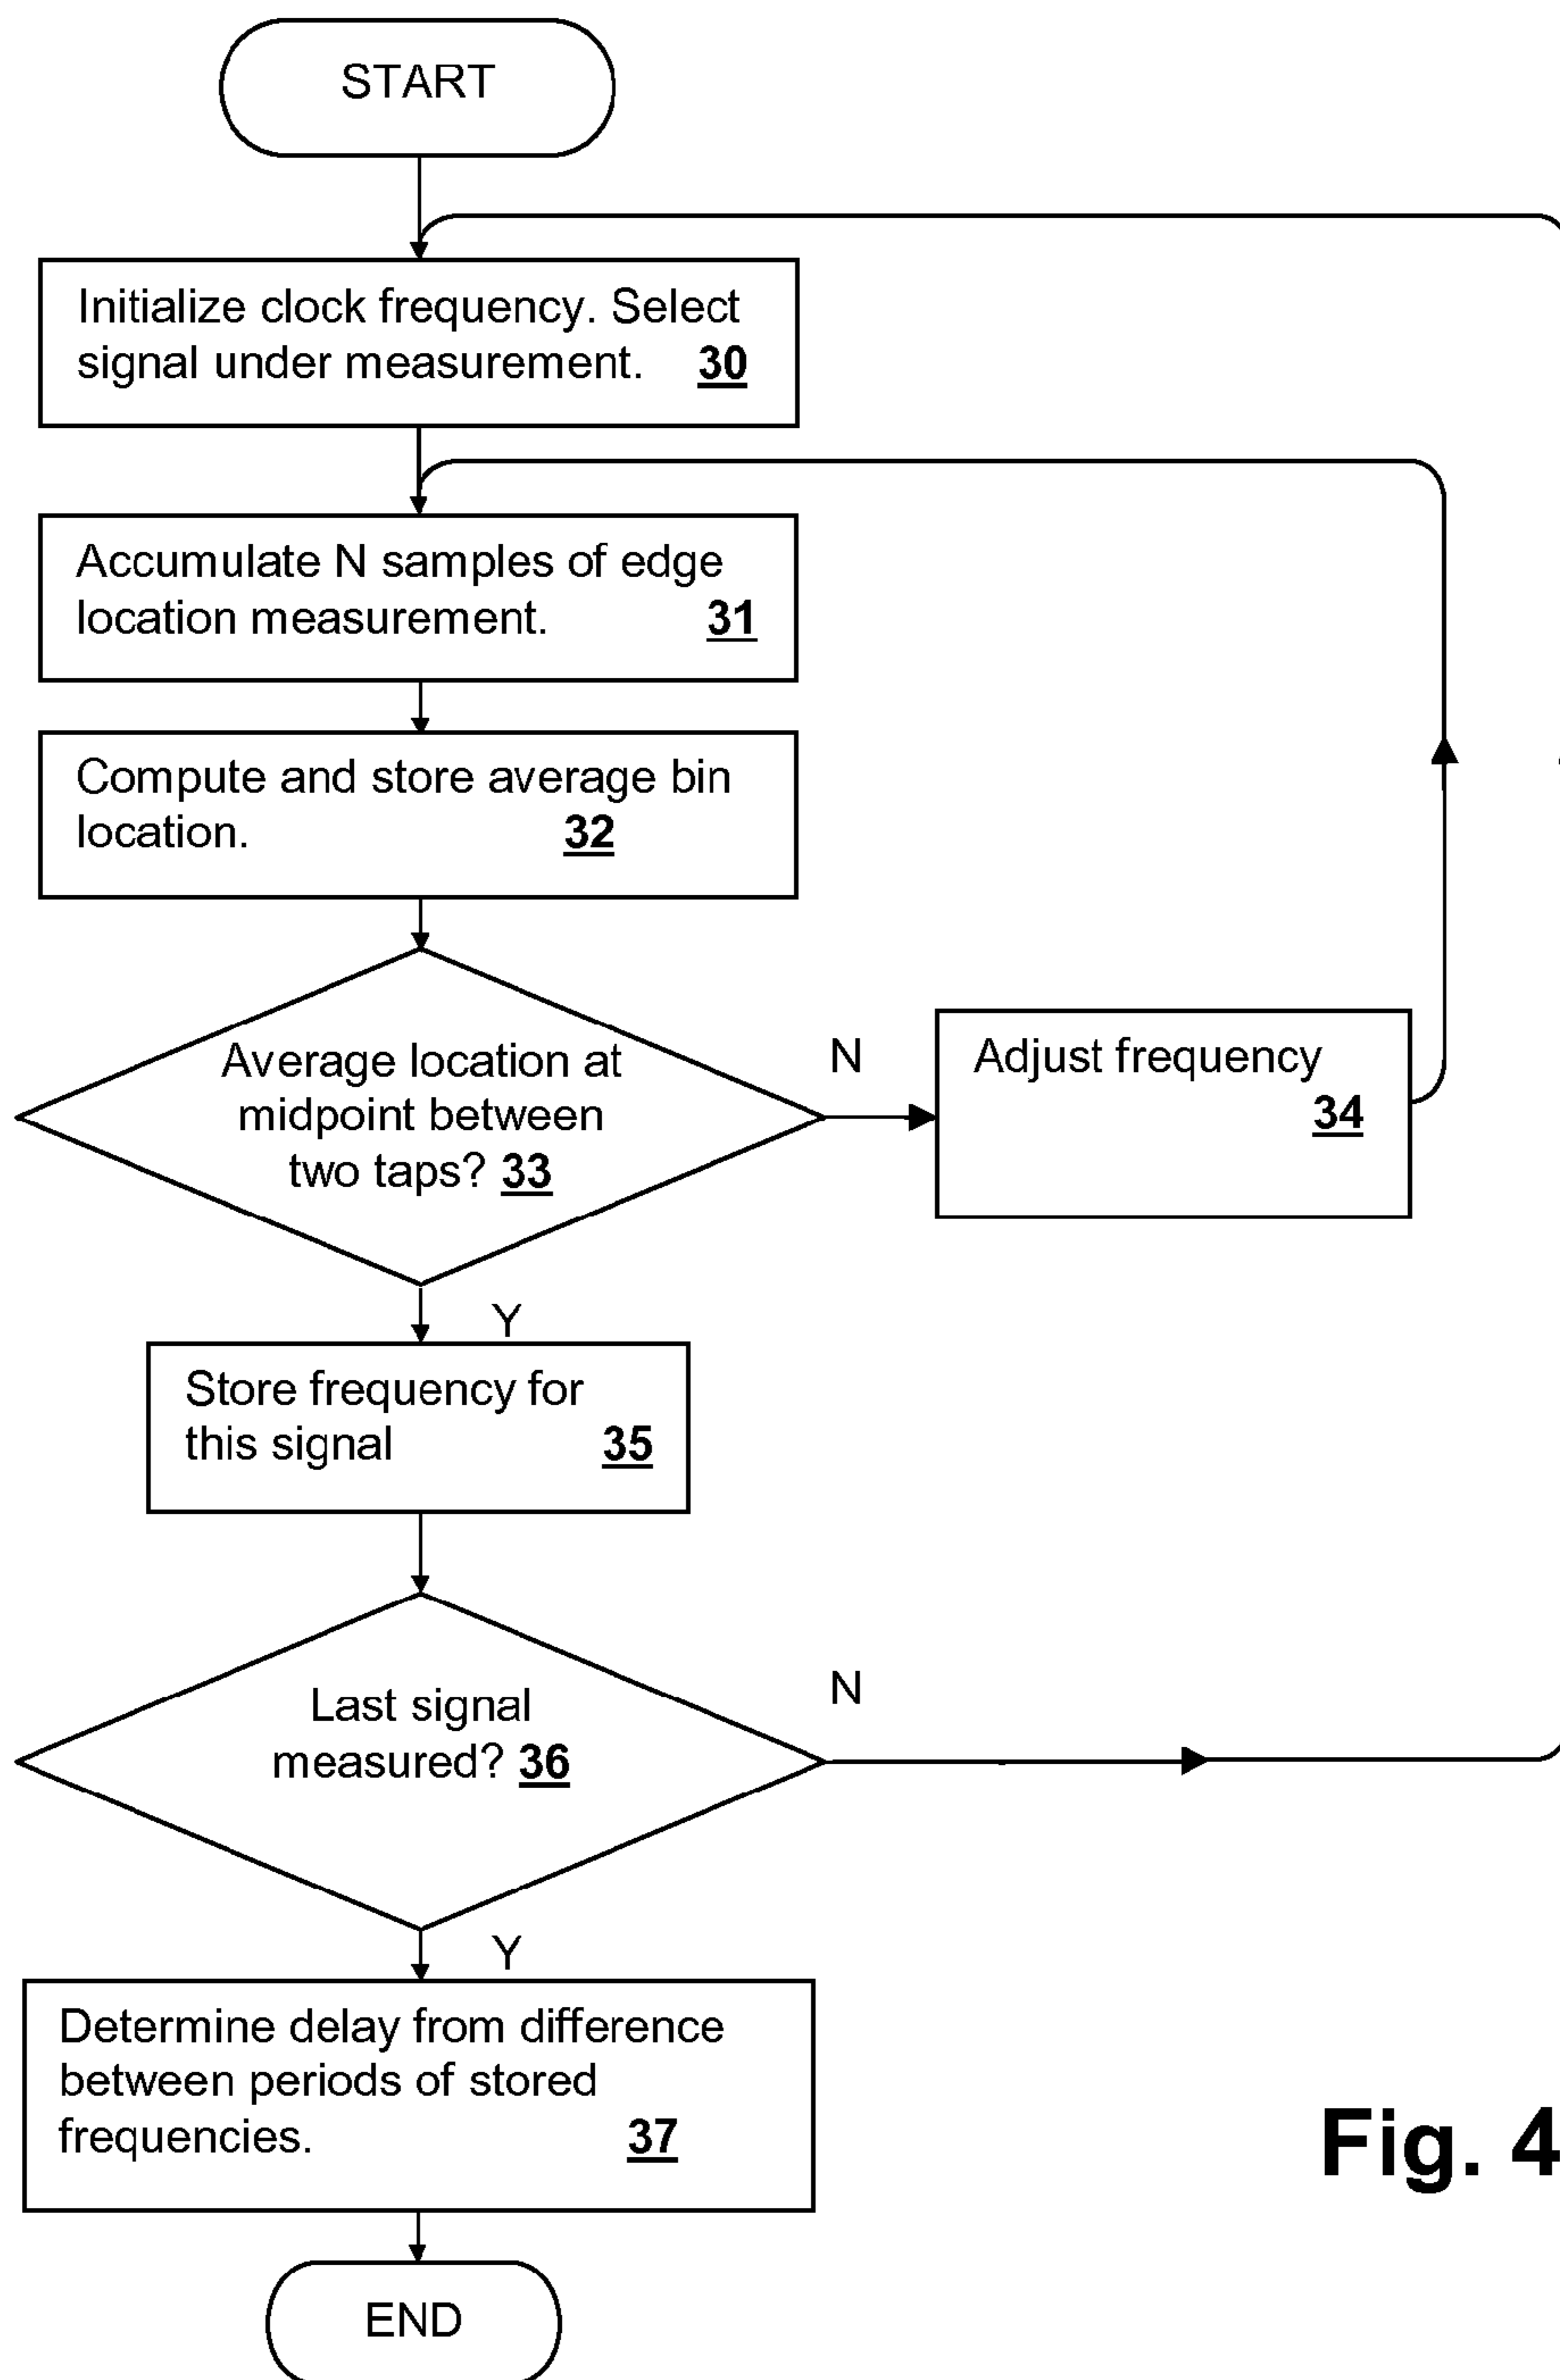 START
Initialize clock frequency. Select
signal under measurement. 30
Accumulate N samples of edge
location measurement. 31
Compute and store average bin
location. 32
Average location at
midpoint between
two taps? 33
N
Adjust frequency
34
Y
Store frequency for
this signal 35
Last signal
measured? 36
N
Y
Determine delay from difference
between periods of stored
frequencies. 37
Fig. 4
END